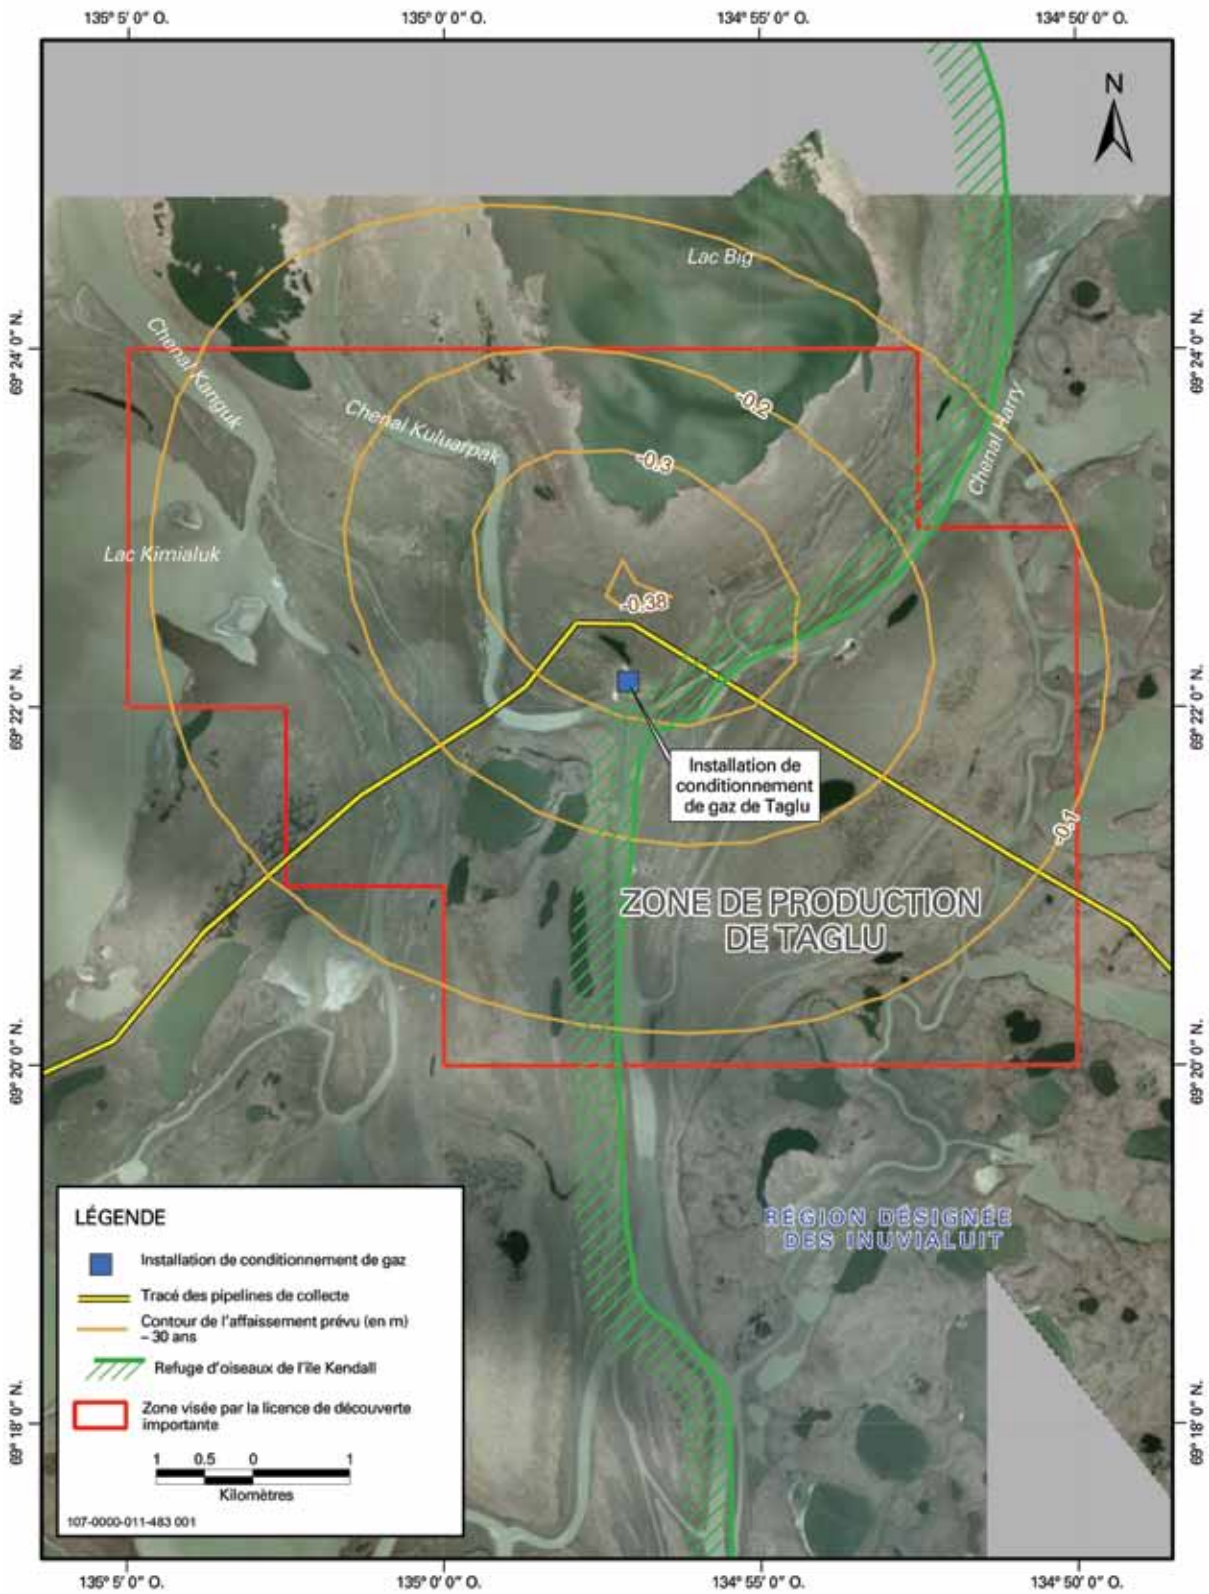 135° 5' 0" O.
135° 0' 0" O.
134° 55' 0" O.
134° 50' 0" O.
N
Lac Big
69° 24' 0" N.
69° 24' 0" N.
Chenal Kanguk
-0.2
Chenal Kuluarpak
Chenal Harry
-0.3
Lac Kimialuk
-0.38
69° 22' 0" N.
69° 22' 0" N.
Installation de
conditionnement
de gaz de Taglu
-0.1
ZONE DE PRODUCTION
DE TAGLU
69° 20' 0" N.
69° 20' 0" N.
RÉGION DÉSIGNÉE
DES INUVIALUIT
LÉGENDE
Installation de conditionnement de gaz
Tracé des pipelines de collecte
Contour de l'affaissement prévu (en m)
– 30 ans
Refuge d'oiseaux de l'île Kendall
Zone visée par la licence de découverte
importante
1 0.5 0 1
Kilomètres
107-0000-011-483 001
69° 18' 0" N.
69° 18' 0" N.
135° 5' 0" O.
135° 0' 0" O.
134° 55' 0" O.
134° 50' 0" O.